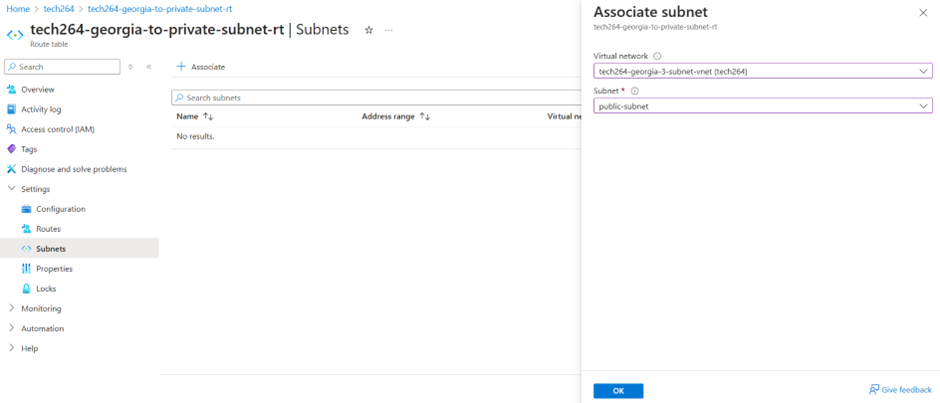 Home > tech264 > tech264-georgia-to-private-subnet-rt
tech264-georgia-to-private-subnet-rt | Subnets
Route table
Search
Overview
Activity log
Access control (IAM)
Tags
Diagnose and solve problems
Settings
Configuration
Routes
Subnets
Properties
Locks
Monitoring
Automation
Help
Associate
Search subnets
Name Address range Virtual ne
No results.
Associate subnet
tech264-georgia-to-private-subnet-rt
Virtual network
tech264-georgia-3-subnet-vnet (tech264)
Subnet *
public-subnet
OK
Give feedback